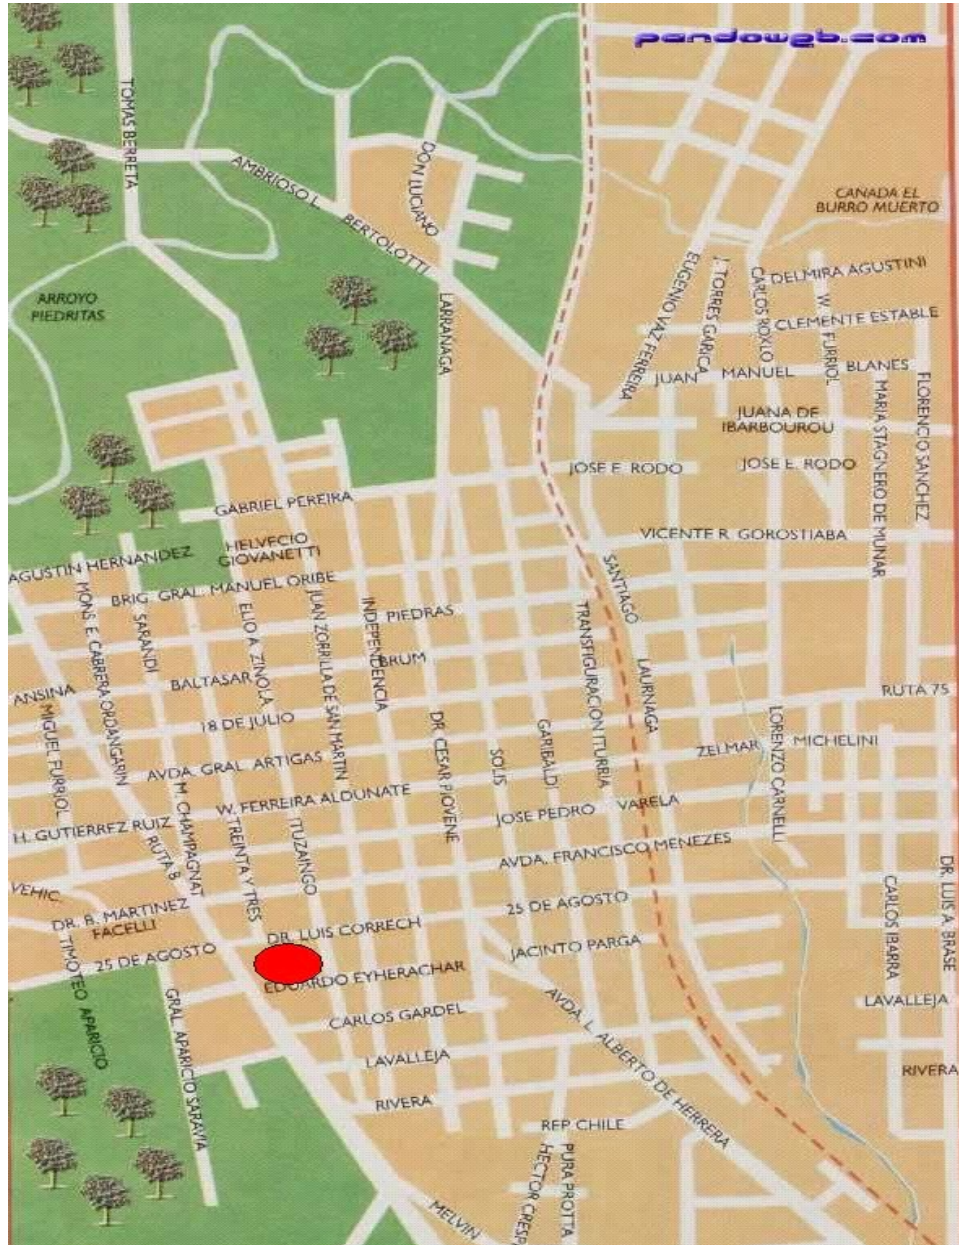 pandoweb.com
TOMAS BERRETA
AMBRIOSO L.
BERTOLOTTI
DON LUCIANO
CANADA EL
BURRO MUERTO
ARROYO
PIEDRITAS
LARRANAGA
EUGENIO VAZ FERREIRA
J. TORRES GARICA
CARLOS ROXLO
DELMIRA AGUSTINI
W. FURRIOL
CLEMENTE ESTABLE
JUAN MANUEL BLANES
MARIA STAGNERO DE MUNAR
FLORENCIO SANCHEZ
JUANA DE
IBARBOUROU
JOSE E. RODO
JOSE E. RODO
GABRIEL PEREIRA
VICENTE R. GOROSTIABA
HELVECIO
GIOVANETTI
AGUSTIN HERNANDEZ
BRIG. GRAL. MANUEL ORIBE
PIEDRAS
SANTIAGO
LAURNAGA
MONS. E. CABRERA ORDANGARIN
SARANDI
ELIO A. ZINOLA
JUAN ZORRILLA DE SAN MARTIN
INDEPENDENCIA
TRANSFIGURACION ITURRIA
BALTASAR
BRUM
ANSINA
RUTA 75
MIGUEL FURRIOL
18 DE JULIO
DR. CESAR PIOVENE
SOLIS
GARIBALDI
LORENZO CARNELLI
ZELMAR MICHELINI
AVDA. GRAL. ARTIGAS
M. CHAMPAGNAT
W. FERREIRA ALDUNATE
JOSE PEDRO VARELA
H. GUTIERREZ RUIZ
RUTA 8
TREINTA Y TRES
ITUZAINGO
AVDA. FRANCISCO MENEZES
VEHIC.
DR. B. MARTINEZ
FACELLI
25 DE AGOSTO
DR. LUIS CORRECH
CARLOS IBARRA
DR. LUIS A. BRASE
25 DE AGOSTO
JACINTO PARGA
TIMOTEO APARICIO
EDUARDO EYHERACHAR
GRAL. APARICIO SARAVIA
CARLOS GARDEL
AVDA. L. ALBERTO DE HERRERA
LAVALLEJA
LAVALLEJA
RIVERA
RIVERA
REP. CHILE
HECTOR CRESP
PURA PROTTA
MELVIN